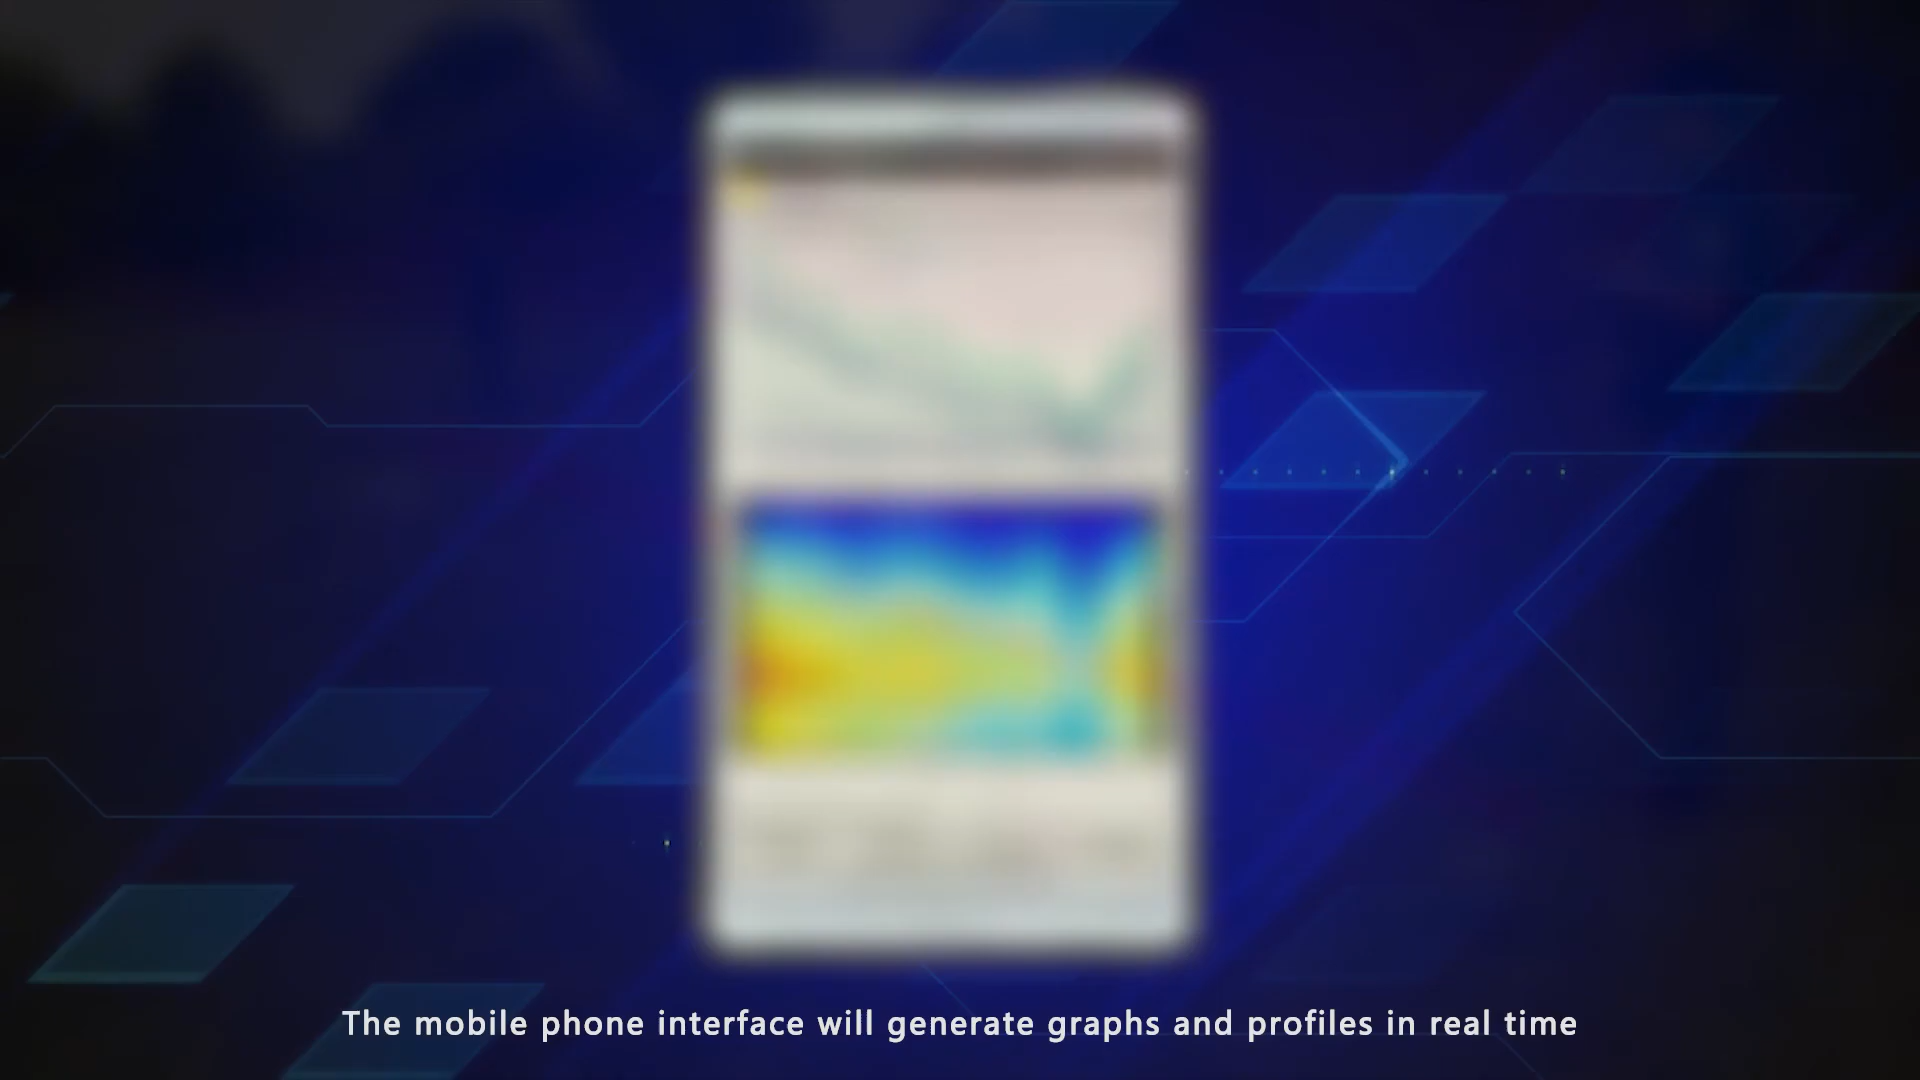 The mobile phone interface will generate graphs and profiles in real time